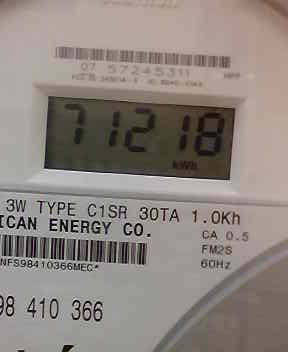 07 57245311
71218
kWh
3W TYPE C1SR 30TA 1.0Kh
ICAN ENERGY CO.
CA 0.5
FM2S
60Hz
NFS98410366MEC*
98 410 366